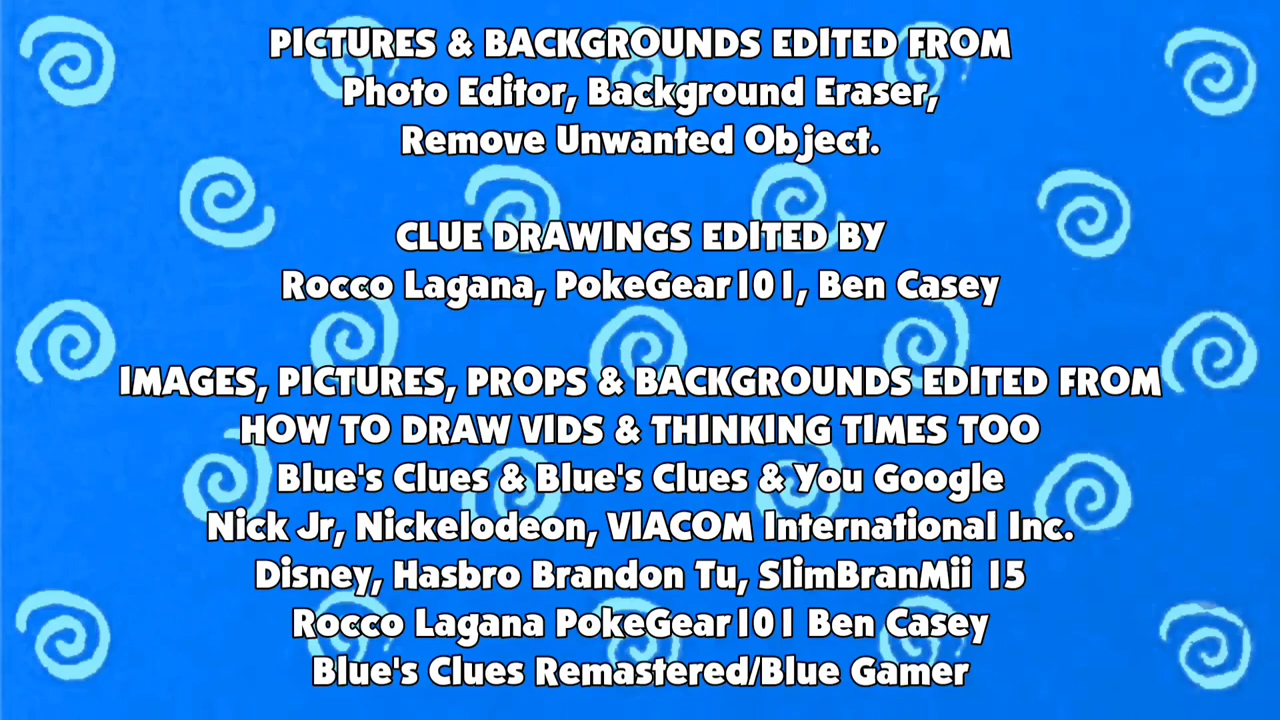 PICTURES & BACKGROUNDS EDITED FROM
Photo Editor, Background Eraser,
Remove Unwanted Object.
CLUE DRAWINGS EDITED BY
Rocco Lagana, PokeGear101, Ben Casey
IMAGES, PICTURES, PROPS & BACKGROUNDS EDITED FROM
HOW TO DRAW VIDS & THINKING TIMES TOO
Blue's Clues & Blue's Clues & You Google
Nick Jr, Nickelodeon, VIACOM International Inc.
Disney, Hasbro Brandon Tu, SlimBranMii 15
Rocco Lagana PokeGear101 Ben Casey
Blue's Clues Remastered/Blue Gamer